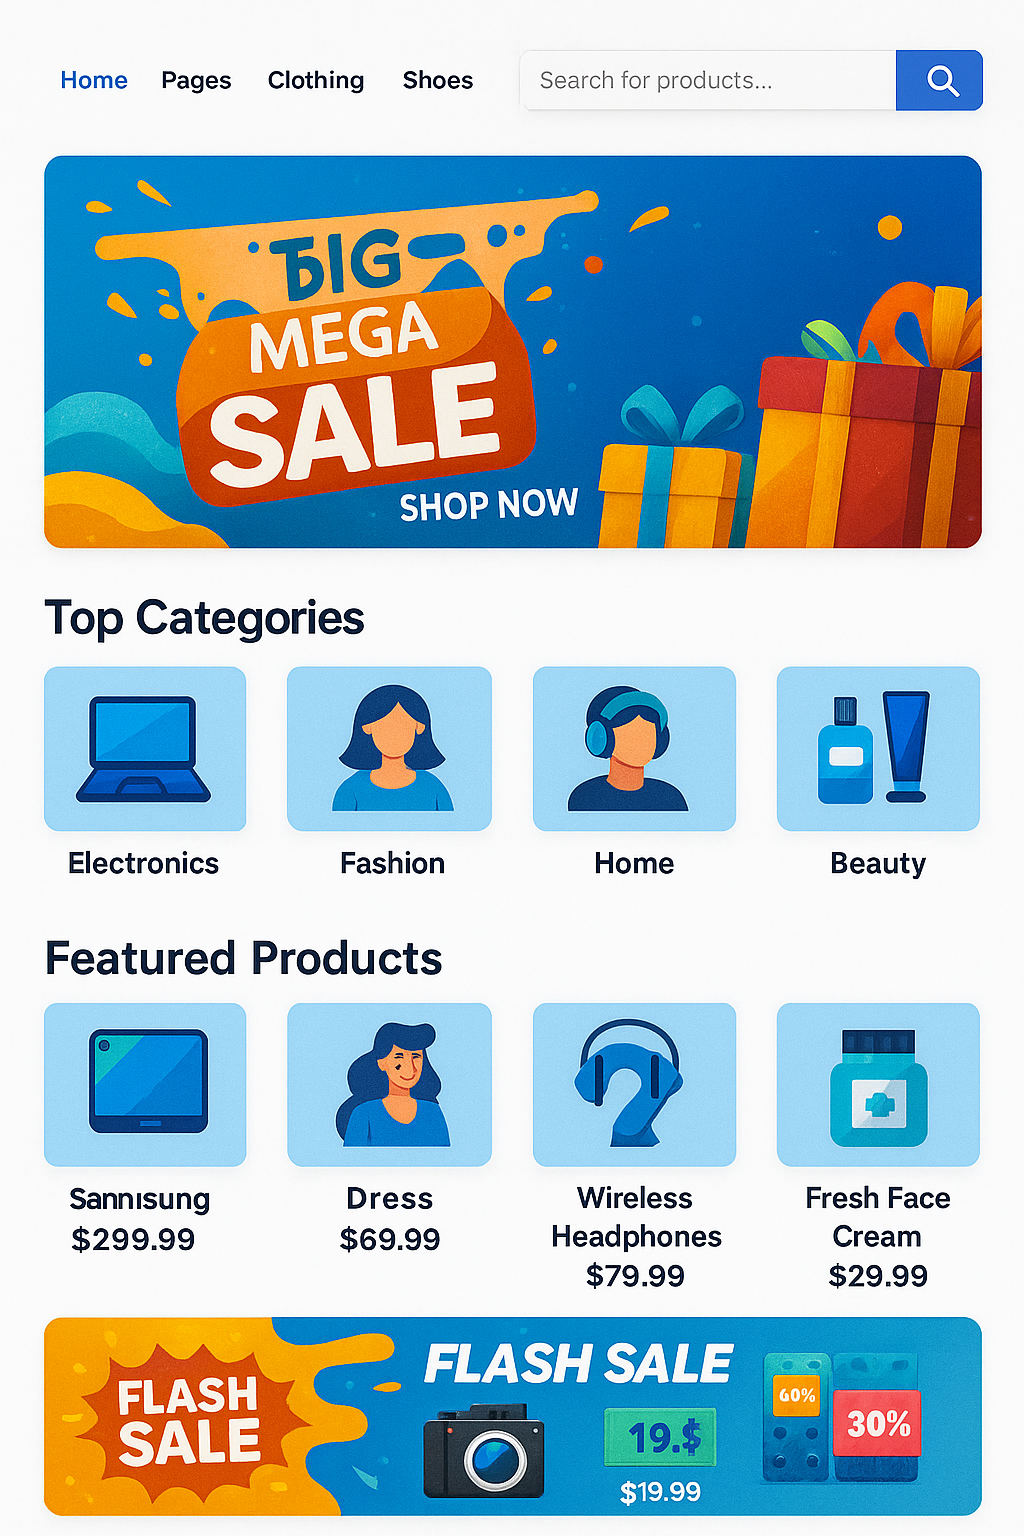 Home Pages Clothing Shoes Search for products...
BIG
MEGA
SALE
SHOP NOW
Top Categories
Electronics Fashion Home Beauty
Featured Products
Sannısung Dress Wireless Headphones Fresh Face Cream
$299.99 $69.99 $79.99 $29.99
FLASH SALE
FLASH SALE
19.$
$19.99
60%
30%